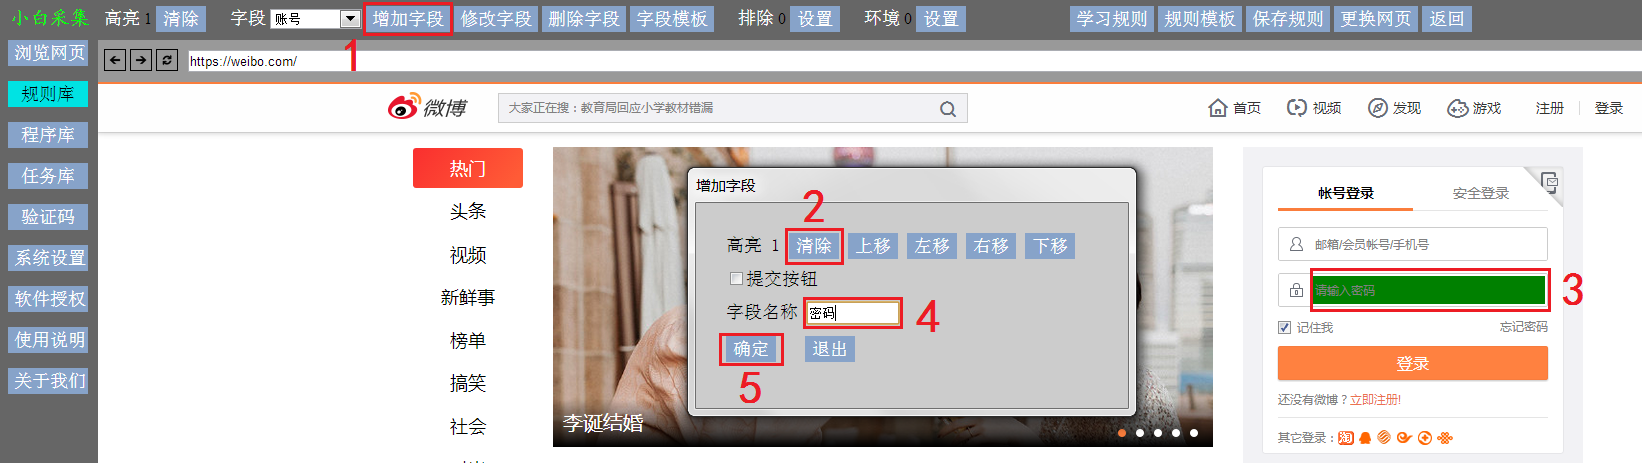 小白采集 高亮 1 清除 字段 账号 增加字段 修改字段 删除字段 字段模板 排除 0 设置 环境 0 设置 学习规则 规则模板 保存规则 更换网页 返回
1
浏览网页
规则库
程序库
任务库
验证码
系统设置
软件授权
使用说明
关于我们
https://weibo.com/
微博 大家正在搜：教育局回应小学教材错漏 首页 视频 发现 游戏 注册 登录
热门
头条
视频
新鲜事
榜单
搞笑
社会
增加字段
2
高亮 1 清除 上移 左移 右移 下移
提交按钮
字段名称 密码 4
确定 退出
5
李诞结婚
帐号登录 安全登录
邮箱/会员帐号/手机号
请输入密码 3
记住我 忘记密码
登录
还没有微博？立即注册!
其它登录：淘